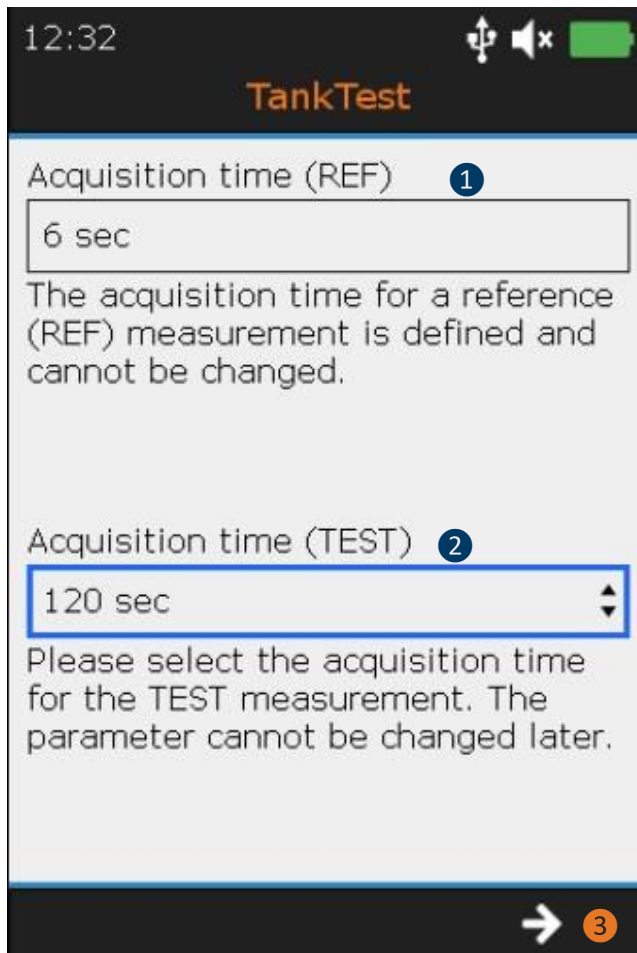 12:32
TankTest
Acquisition time (REF) 1
6 sec
The acquisition time for a reference
(REF) measurement is defined and
cannot be changed.
Acquisition time (TEST) 2
120 sec
Please select the acquisition time
for the TEST measurement. The
parameter cannot be changed later.
3